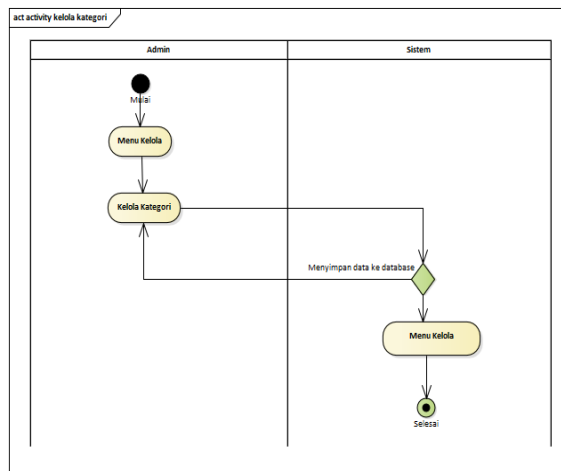 act activity kelola kategori
Admin
Sistem
Mulai
Menu Kelola
Kelola Kategori
Menyimpan data ke database
Menu Kelola
Selesai